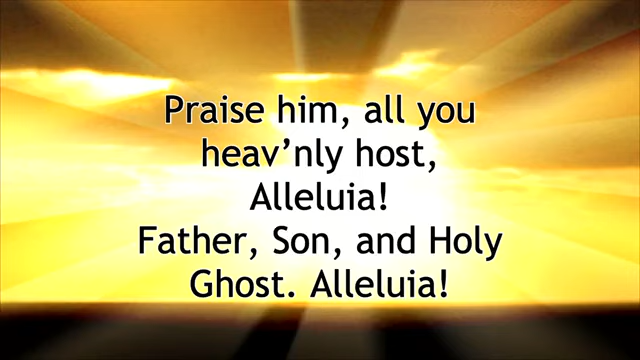 Praise him, all you
heav’nly host,
Alleluia!
Father, Son, and Holy
Ghost. Alleluia!